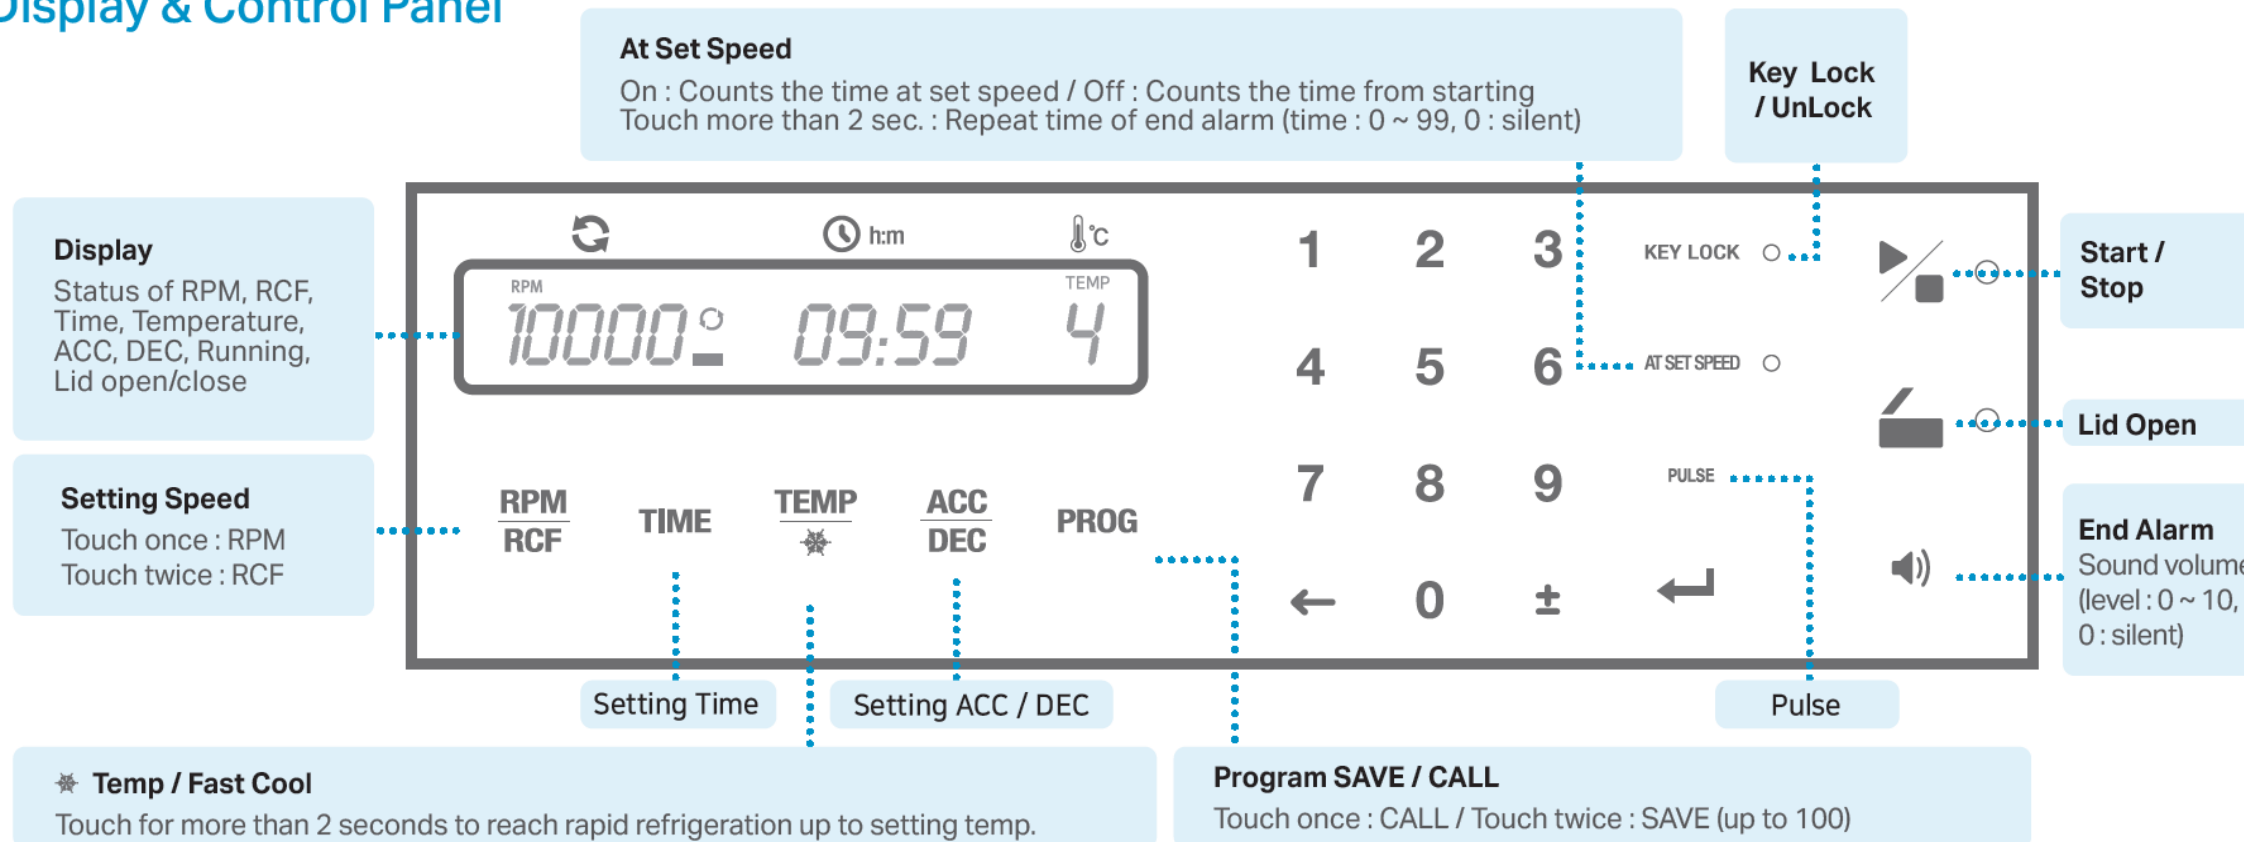 Display & Control Panel
At Set Speed
On : Counts the time at set speed / Off : Counts the time from starting
Touch more than 2 sec. : Repeat time of end alarm (time : 0 ~ 99, 0 : silent)
Key Lock
/ UnLock
Display
Status of RPM, RCF,
Time, Temperature,
ACC, DEC, Running,
Lid open/close
Setting Speed
Touch once : RPM
Touch twice : RCF
h:m
°C
RPM
TEMP
10000 09:59 4
RPM
RCF
TIME
TEMP
ACC
DEC
PROG
1 2 3 KEY LOCK
4 5 6 AT SET SPEED
7 8 9 PULSE
← 0 ±
Start /
Stop
Lid Open
End Alarm
Sound volume
(level : 0 ~ 10,
0 : silent)
Setting Time
Setting ACC / DEC
Pulse
Temp / Fast Cool
Touch for more than 2 seconds to reach rapid refrigeration up to setting temp.
Program SAVE / CALL
Touch once : CALL / Touch twice : SAVE (up to 100)